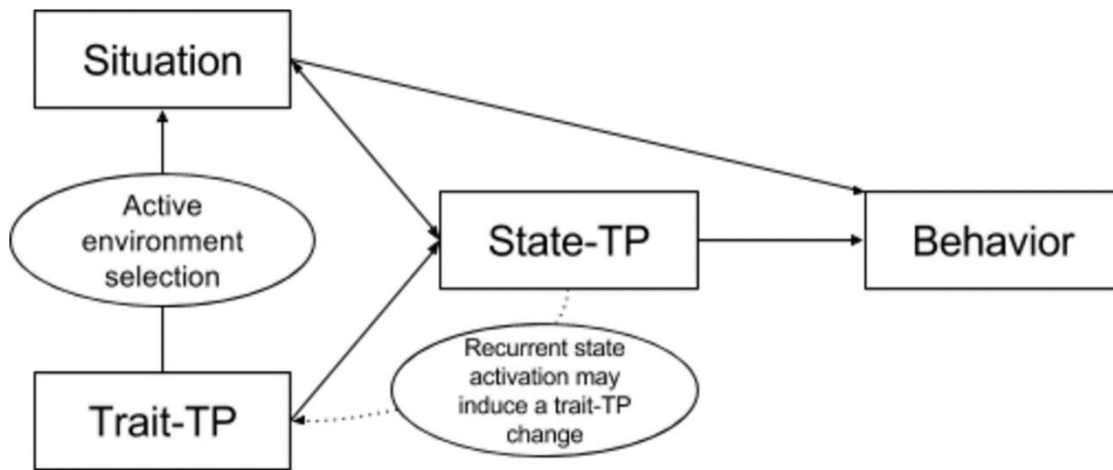 Situation
Active
environment
selection
State-TP
Behavior
Recurrent state
activation may
induce a trait-TP
change
Trait-TP